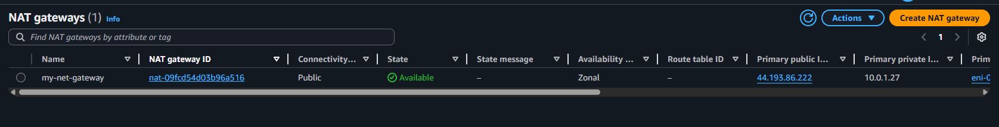 NAT gateways (1) Info
Actions Create NAT gateway
Find NAT gateways by attribute or tag
1
Name NAT gateway ID Connectivity... State State message Availability ... Route table ID Primary public I... Primary private I... Prim
my-net-gateway nat-09fcd54d03b96a516 Public Available – Zonal – 44.193.86.222 10.0.1.27 eni-0